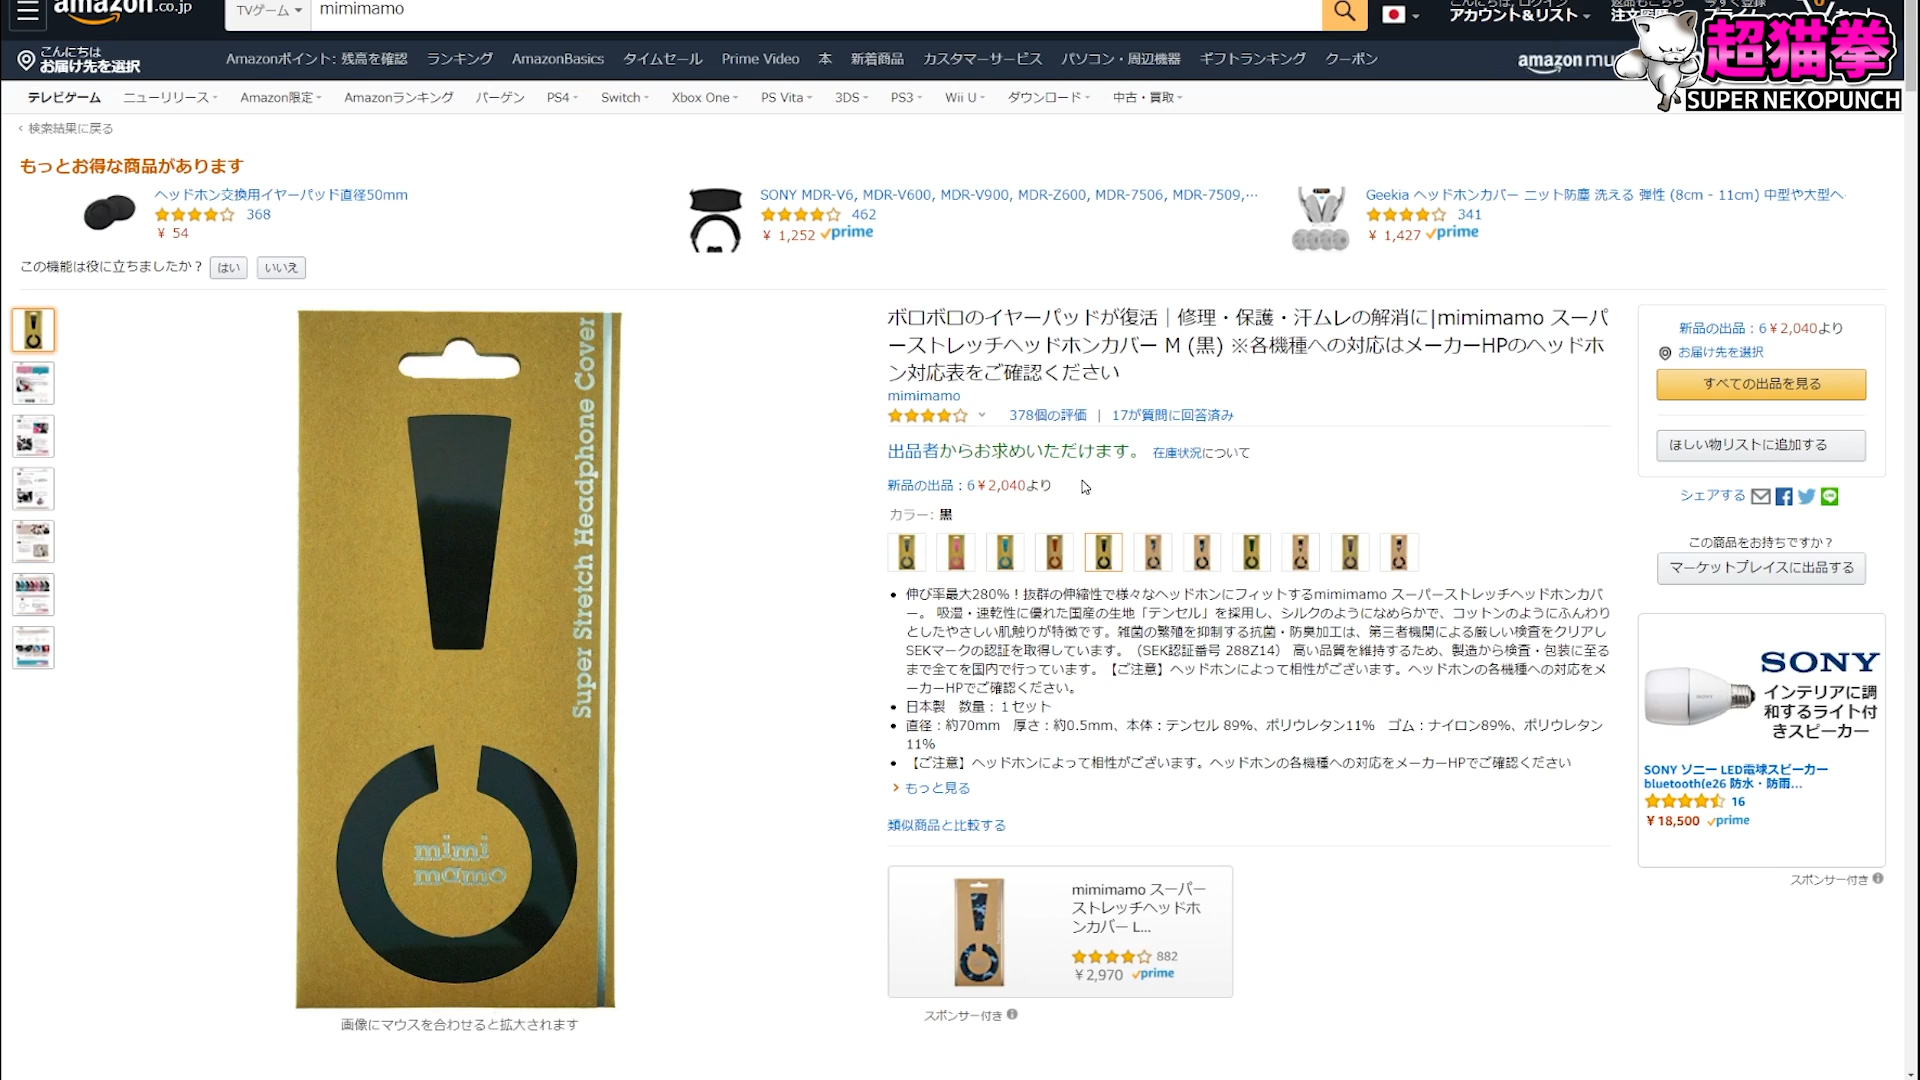 amazon.co.jp
TVゲーム
mimimamo
アカウント&リスト
超猫拳
SUPER NEKOPUNCH
こんにちは
お届け先を選択
Amazonポイント: 残高を確認
ランキング
AmazonBasics
タイムセール
Prime Video
本
新着商品
カスタマーサービス
パソコン・周辺機器
ギフトランキング
クーポン
amazon mu
テレビゲーム
ニューリリース
Amazon限定
Amazonランキング
バーゲン
PS4
Switch
Xbox One
PS Vita
3DS
PS3
Wii U
ダウンロード
中古・買取
‹ 検索結果に戻る
もっとお得な商品があります
ヘッドホン交換用イヤーパッド直径50mm
368
¥ 54
SONY MDR-V6, MDR-V600, MDR-V900, MDR-Z600, MDR-7506, MDR-7509,…
462
¥ 1,252 prime
Geekia ヘッドホンカバー ニット防塵 洗える 弾性 (8cm - 11cm) 中型や大型ヘ
341
¥ 1,427 prime
この機能は役に立ちましたか？
はい
いいえ
Super Stretch Headphone Cover
mimi
mamo
画像にマウスを合わせると拡大されます
ボロボロのイヤーパッドが復活｜修理・保護・汗ムレの解消に|mimimamo スーパ
ーストレッチヘッドホンカバー M (黒) ※各機種への対応はメーカーHPのヘッドホ
ン対応表をご確認ください
mimimamo
378個の評価 | 17が質問に回答済み
出品者からお求めいただけます。 在庫状況について
新品の出品：6 ¥2,040より
カラー: 黒
• 伸び率最大280%！抜群の伸縮性で様々なヘッドホンにフィットするmimimamo スーパーストレッチヘッドホンカバ
ー。 吸湿・速乾性に優れた国産の生地「テンセル」を採用し、シルクのようになめらかで、コットンのようにふんわり
としたやさしい肌触りが特徴です。雑菌の繁殖を抑制する抗菌・防臭加工は、第三者機関による厳しい検査をクリアし
SEKマークの認証を取得しています。（SEK認証番号 288Z14） 高い品質を維持するため、製造から検査・包装に至る
まで全てを国内で行っています。【ご注意】ヘッドホンによって相性がございます。ヘッドホンの各機種への対応をメ
ーカーHPでご確認ください。
• 日本製 数量：１セット
• 直径：約70mm 厚さ：約0.5mm、本体：テンセル 89%、ポリウレタン11% ゴム：ナイロン89%、ポリウレタン
11%
• 【ご注意】ヘッドホンによって相性がございます。ヘッドホンの各機種への対応をメーカーHPでご確認ください
› もっと見る
類似商品と比較する
mimimamo スーパー
ストレッチヘッドホ
ンカバー L...
882
¥2,970 prime
スポンサー付き
新品の出品：6 ¥2,040より
お届け先を選択
すべての出品を見る
ほしい物リストに追加する
シェアする
この商品をお持ちですか？
マーケットプレイスに出品する
SONY
インテリアに調
和するライト付
きスピーカー
SONY ソニー LED電球スピーカー
bluetooth(e26 防水・防雨...
16
¥18,500 prime
スポンサー付き